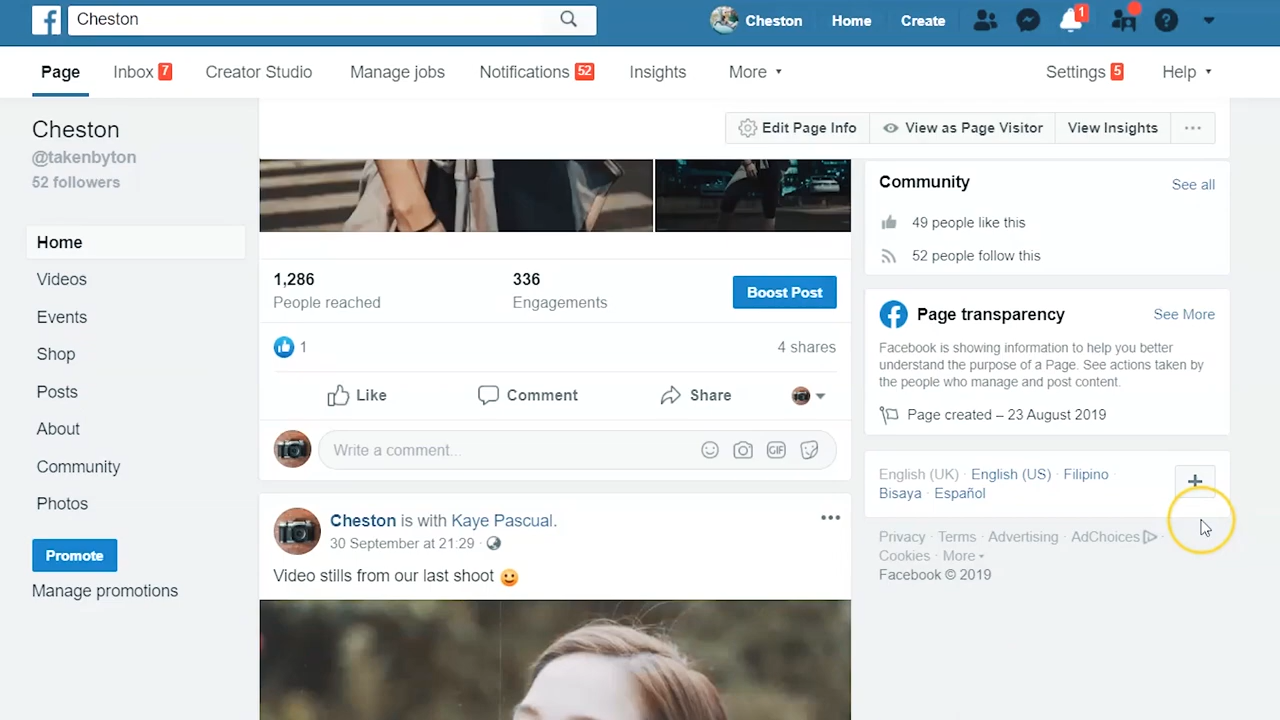 Cheston
Cheston Home Create 1
Page Inbox 7 Creator Studio Manage jobs Notifications 52 Insights More Settings 5 Help
Cheston
@takenbyton
52 followers
Home
Videos
Events
Shop
Posts
About
Community
Photos
Promote
Manage promotions
Edit Page Info View as Page Visitor View Insights ...
1,286 336
People reached Engagements
Boost Post
1 4 shares
Like Comment Share
Write a comment... GIF
Cheston is with Kaye Pascual.
30 September at 21:29 ·
Video stills from our last shoot
Community See all
49 people like this
52 people follow this
Page transparency See More
Facebook is showing information to help you better
understand the purpose of a Page. See actions taken by
the people who manage and post content.
Page created – 23 August 2019
English (UK) · English (US) · Filipino
Bisaya · Español
Privacy · Terms · Advertising · AdChoices ·
Cookies · More
Facebook © 2019